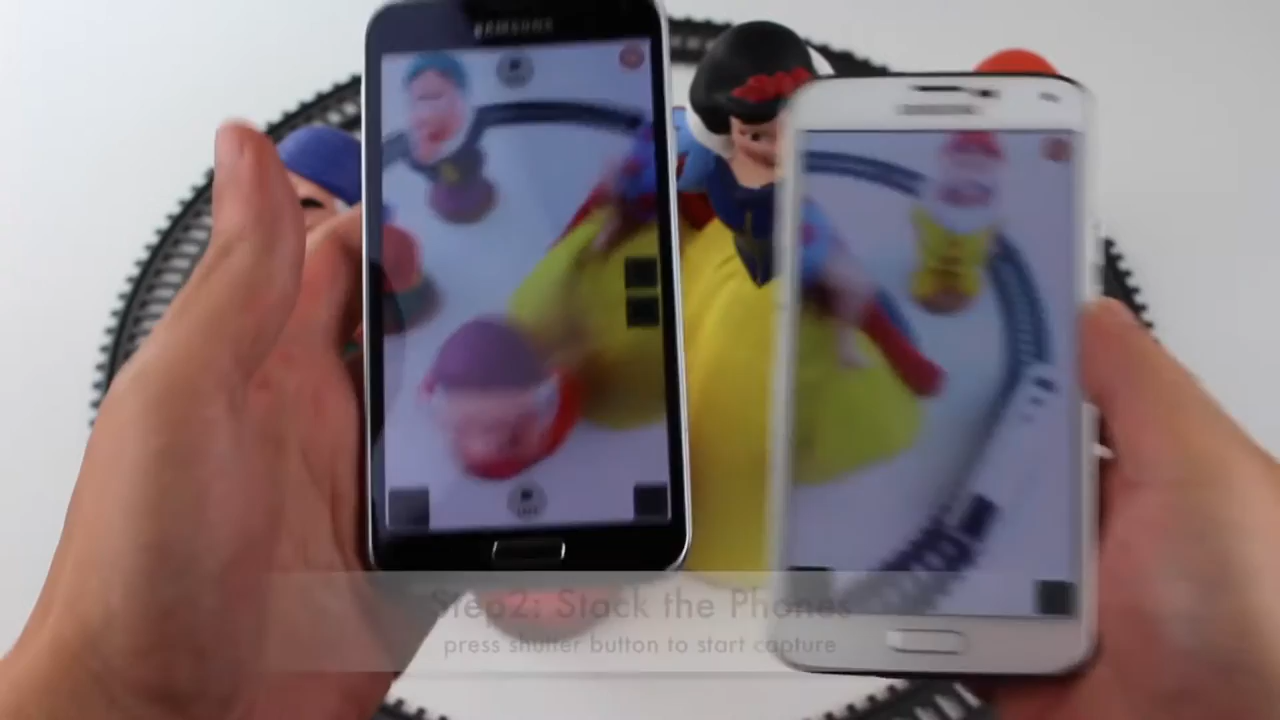 SAMSUNG
Step2: Stack the Phones
press shutter button to start capture